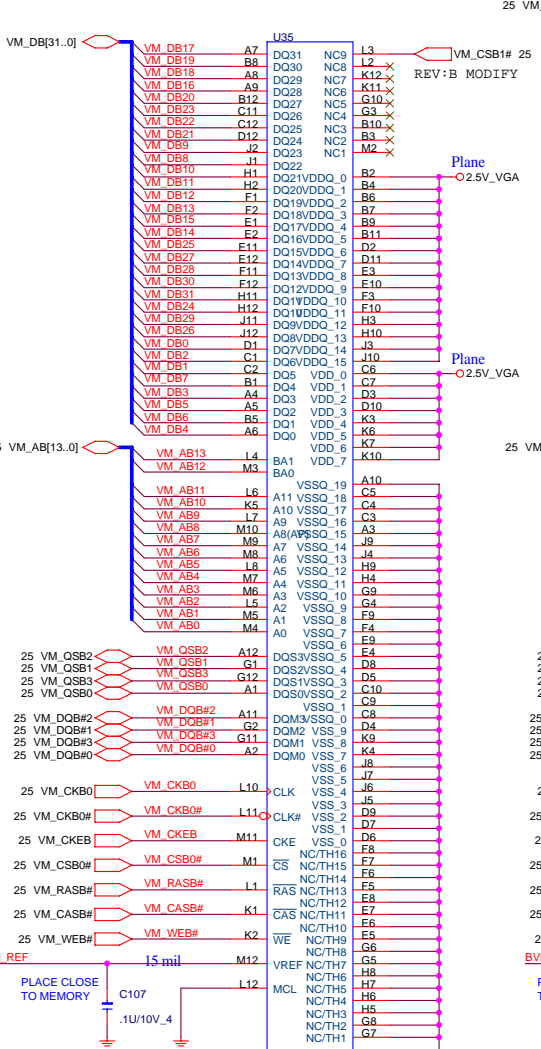 25 VM_
U35
VM_DB[31..0]
VM_DB17 A7 DQ31 NC9 L3 VM_CSB1# 25
VM_DB19 B8 DQ30 NC8 L2
VM_DB18 A8 DQ29 NC7 K12 REV:B MODIFY
VM_DB16 A9 DQ28 NC6 K11
VM_DB20 B12 DQ27 NC5 G10
VM_DB23 C11 DQ26 NC4 G3
VM_DB22 C12 DQ25 NC3 B10
VM_DB21 D12 DQ24 NC2 B3
VM_DB9 J2 DQ23 NC1 M2
VM_DB8 J1 DQ22
Plane
VM_DB10 H1 DQ21 VDDQ_0 B2 2.5V_VGA
VM_DB11 H2 DQ20 VDDQ_1 B4
VM_DB12 F1 DQ19 VDDQ_2 B6
VM_DB13 F2 DQ18 VDDQ_3 B7
VM_DB15 E1 DQ17 VDDQ_4 B9
VM_DB14 E2 DQ16 VDDQ_5 B11
VM_DB25 E11 DQ15 VDDQ_6 D2
VM_DB27 E12 DQ14 VDDQ_7 D11
VM_DB28 F11 DQ13 VDDQ_8 E3
VM_DB30 F12 DQ12 VDDQ_9 E10
VM_DB31 H11 DQ11 VDDQ_10 F3
VM_DB24 H12 DQ10 VDDQ_11 F10
VM_DB29 J11 DQ9 VDDQ_12 H3
VM_DB26 J12 DQ8 VDDQ_13 H10
VM_DB0 D1 DQ7 VDDQ_14 J3
VM_DB2 C1 DQ6 VDDQ_15 J10
Plane
VM_DB1 C2 DQ5 VDD_0 C6 2.5V_VGA
VM_DB7 B1 DQ4 VDD_1 C7
VM_DB3 A4 DQ3 VDD_2 D3
VM_DB5 A5 DQ2 VDD_3 D10
VM_DB6 B5 DQ1 VDD_4 K3
VM_DB4 A6 DQ0 VDD_5 K6
VDD_6 K7
VM_AB[13..0] 25 VM
VM_AB13 L4 BA1 VDD_7 K10
VM_AB12 M3 BA0
VSSQ_19 A10
VM_AB11 L6 A11 VSSQ_18 C5
VM_AB10 K5 A10 VSSQ_17 C4
VM_AB9 L7 A9 VSSQ_16 C3
VM_AB8 M10 A8(AP) VSSQ_15 A3
VM_AB7 M9 A7 VSSQ_14 J9
VM_AB6 M8 A6 VSSQ_13 J4
VM_AB5 L8 A5 VSSQ_12 H9
VM_AB4 M7 A4 VSSQ_11 H4
VM_AB3 M6 A3 VSSQ_10 G9
VM_AB2 L5 A2 VSSQ_9 G4
VM_AB1 M5 A1 VSSQ_8 F9
VM_AB0 M4 A0 VSSQ_7 F4
VSSQ_6 E9
25 VM_QSB2 VM_QSB2 A12 DQS3 VSSQ_5 E4
25 VM_QSB1 VM_QSB1 G1 DQS2 VSSQ_4 D8
25 VM_QSB3 VM_QSB3 G12 DQS1 VSSQ_3 D5
25 VM_QSB0 VM_QSB0 A1 DQS0 VSSQ_2 C10
VSSQ_1 C9
25 VM_DQB#2 VM_DQB#2 A11 DQM3 VSSQ_0 C8
25 VM_DQB#1 VM_DQB#1 G2 DQM2 VSS_9 D4
25 VM_DQB#3 VM_DQB#3 G11 DQM1 VSS_8 K9
25 VM_DQB#0 VM_DQB#0 A2 DQM0 VSS_7 K4
VSS_6 J8
VSS_5 J7
25 VM_CKB0 VM_CKB0 L10 CLK VSS_4 J6
VSS_3 J5
25 VM_CKB0# VM_CKB0# L11 CLK# VSS_2 D9
VSS_1 D7
25 VM_CKEB VM_CKEB M11 CKE VSS_0 D6
NC/TH16 F8
25 VM_CSB0# VM_CSB0# M1 CS NC/TH15 F7
NC/TH14 F6
25 VM_RASB# VM_RASB# L1 RAS NC/TH13 F5
NC/TH12 E8
25 VM_CASB# VM_CASB# K1 CAS NC/TH11 E7
NC/TH10 E6
25 VM_WEB# VM_WEB# K2 WE NC/TH9 E5
NC/TH8 G6
_REF 15 mil M12 VREF NC/TH7 G5
NC/TH6 H8
PLACE CLOSE
TO MEMORY
L12 MCL NC/TH5 H7
C107 NC/TH4 H6
NC/TH3 H5
.1U/10V_4 NC/TH2 G8
NC/TH1 G7